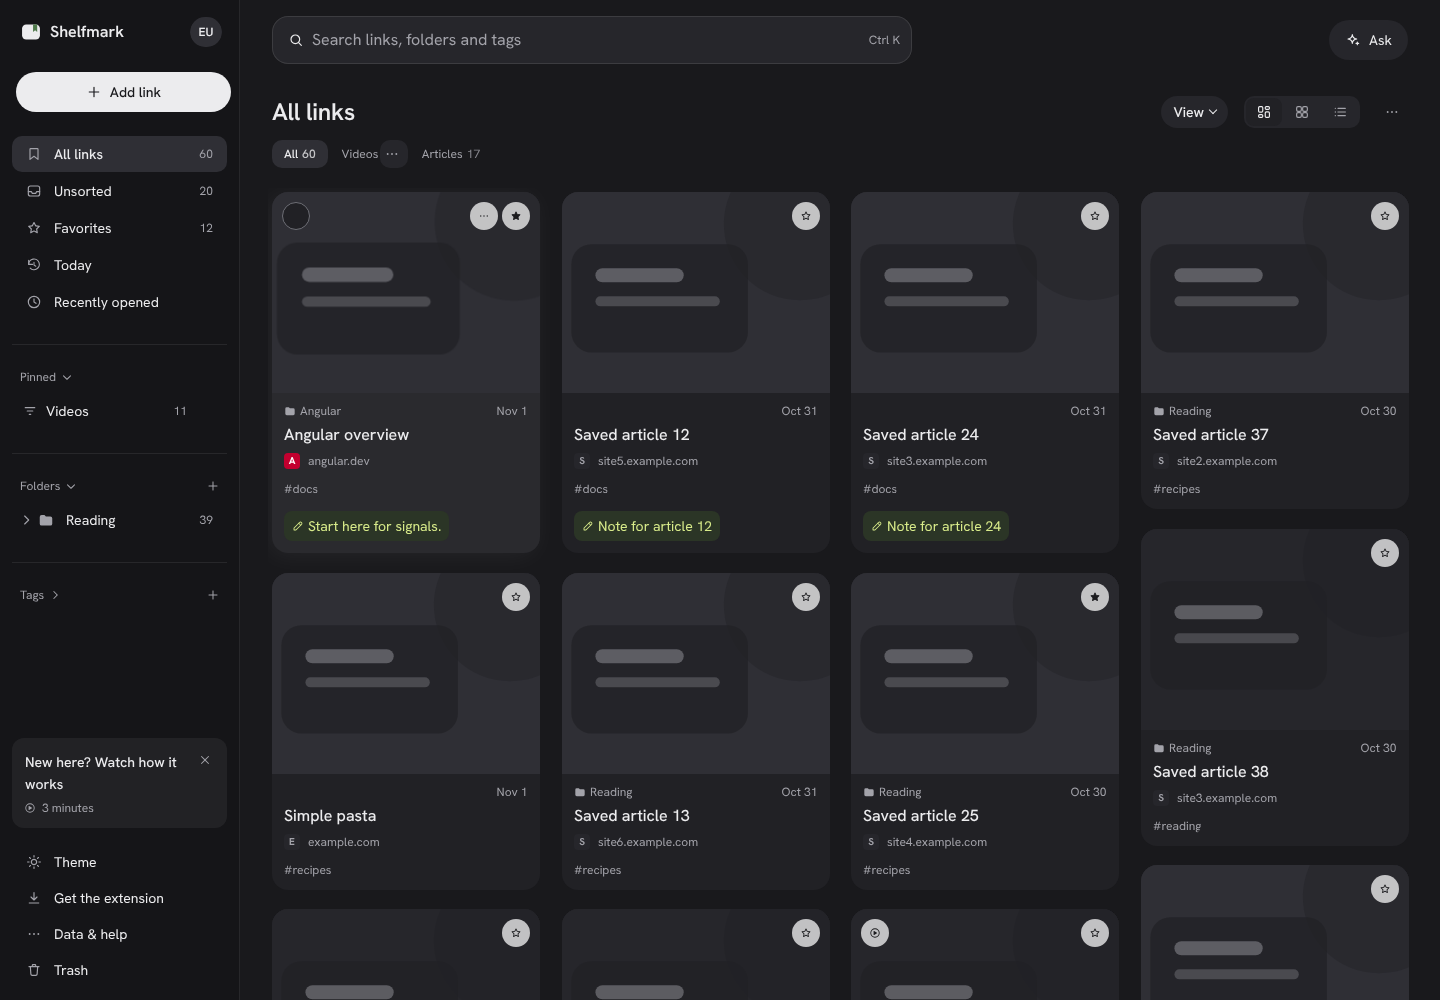 Shelfmark
EU
Add link
All links 60
Unsorted 20
Favorites 12
Today
Recently opened
Pinned
Videos 11
Folders
Reading 39
Tags
New here? Watch how it
works
3 minutes
Theme
Get the extension
Data & help
Trash
Search links, folders and tags Ctrl K
Ask
All links
View
All 60 Videos Articles 17
Angular Nov 1
Angular overview
A angular.dev
#docs
Start here for signals.
Oct 31
Saved article 12
S site5.example.com
#docs
Note for article 12
Oct 31
Saved article 24
S site3.example.com
#docs
Note for article 24
Reading Oct 30
Saved article 37
S site2.example.com
#recipes
Nov 1
Simple pasta
E example.com
#recipes
Reading Oct 31
Saved article 13
S site6.example.com
#recipes
Reading Oct 30
Saved article 25
S site4.example.com
#recipes
Reading Oct 30
Saved article 38
S site3.example.com
#reading